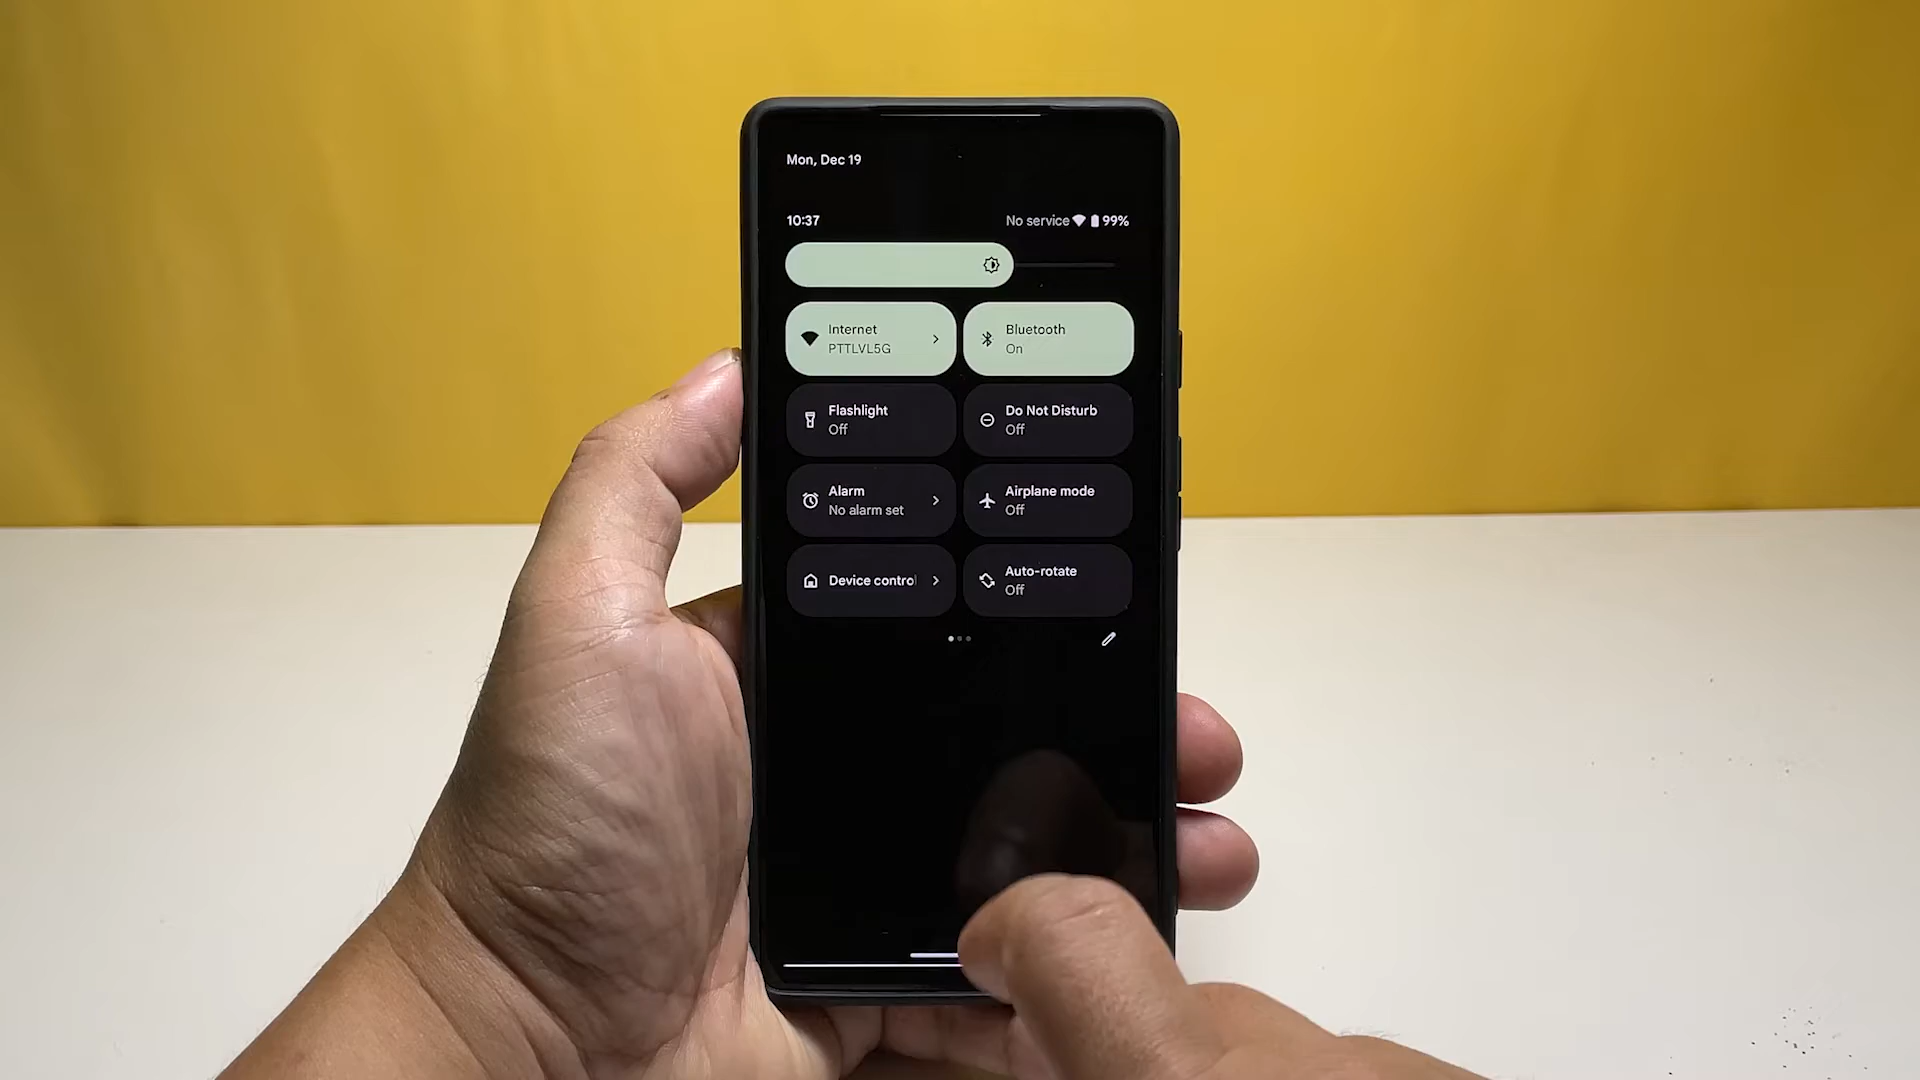 Mon, Dec 19
10:37 No service 99%
Internet
PTTLVL5G
Bluetooth
On
Flashlight
Off
Do Not Disturb
Off
Alarm
No alarm set
Airplane mode
Off
Device control
Auto-rotate
Off